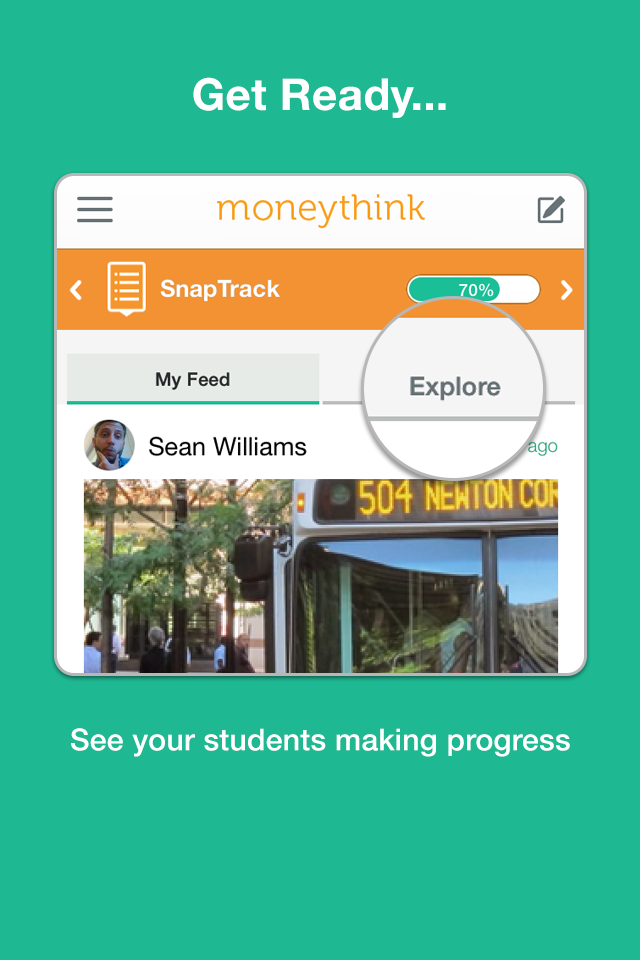 Get Ready...
moneythink
SnapTrack
70%
My Feed
Explore
Sean Williams
ago
504 NEWTON COR
See your students making progress